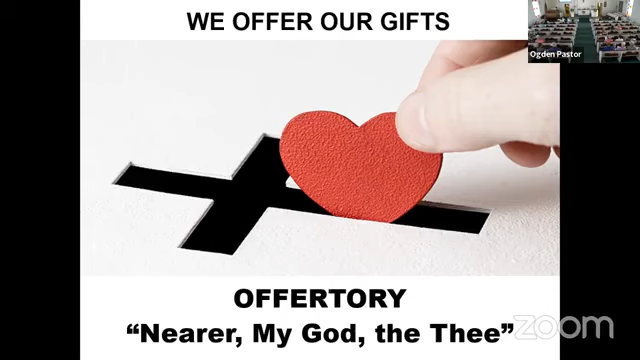 WE OFFER OUR GIFTS
Ogden Pastor
OFFERTORY
“Nearer, My God, the Thee”
zoom